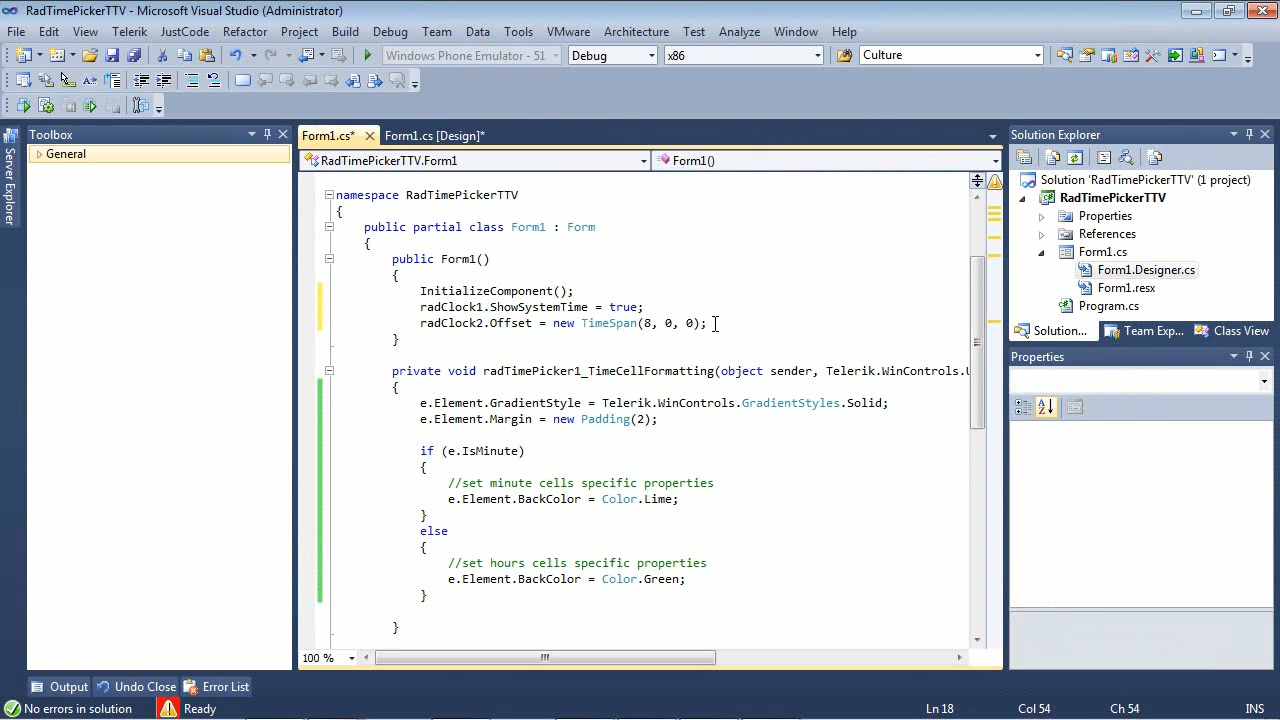 RadTimePickerTTV - Microsoft Visual Studio (Administrator)
File Edit View Telerik JustCode Refactor Project Build Debug Team Data Tools VMware Architecture Test Analyze Window Help
Windows Phone Emulator - 51 Debug x86 Culture
Toolbox
General
Server Explorer
Form1.cs* Form1.cs [Design]*
RadTimePickerTTV.Form1 Form1()
namespace RadTimePickerTTV
{
public partial class Form1 : Form
{
public Form1()
{
InitializeComponent();
radClock1.ShowSystemTime = true;
radClock2.Offset = new TimeSpan(8, 0, 0);
}
private void radTimePicker1_TimeCellFormatting(object sender, Telerik.WinControls.U
{
e.Element.GradientStyle = Telerik.WinControls.GradientStyles.Solid;
e.Element.Margin = new Padding(2);
if (e.IsMinute)
{
//set minute cells specific properties
e.Element.BackColor = Color.Lime;
}
else
{
//set hours cells specific properties
e.Element.BackColor = Color.Green;
}
}
100 %
Solution Explorer
Solution 'RadTimePickerTTV' (1 project)
RadTimePickerTTV
Properties
References
Form1.cs
Form1.Designer.cs
Form1.resx
Program.cs
Solution... Team Exp... Class View
Properties
Output Undo Close Error List
No errors in solution Ready Ln 18 Col 54 Ch 54 INS